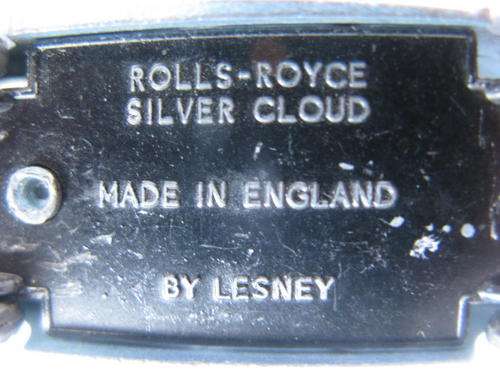 ROLLS-ROYCE
SILVER CLOUD
MADE IN ENGLAND
BY LESNEY